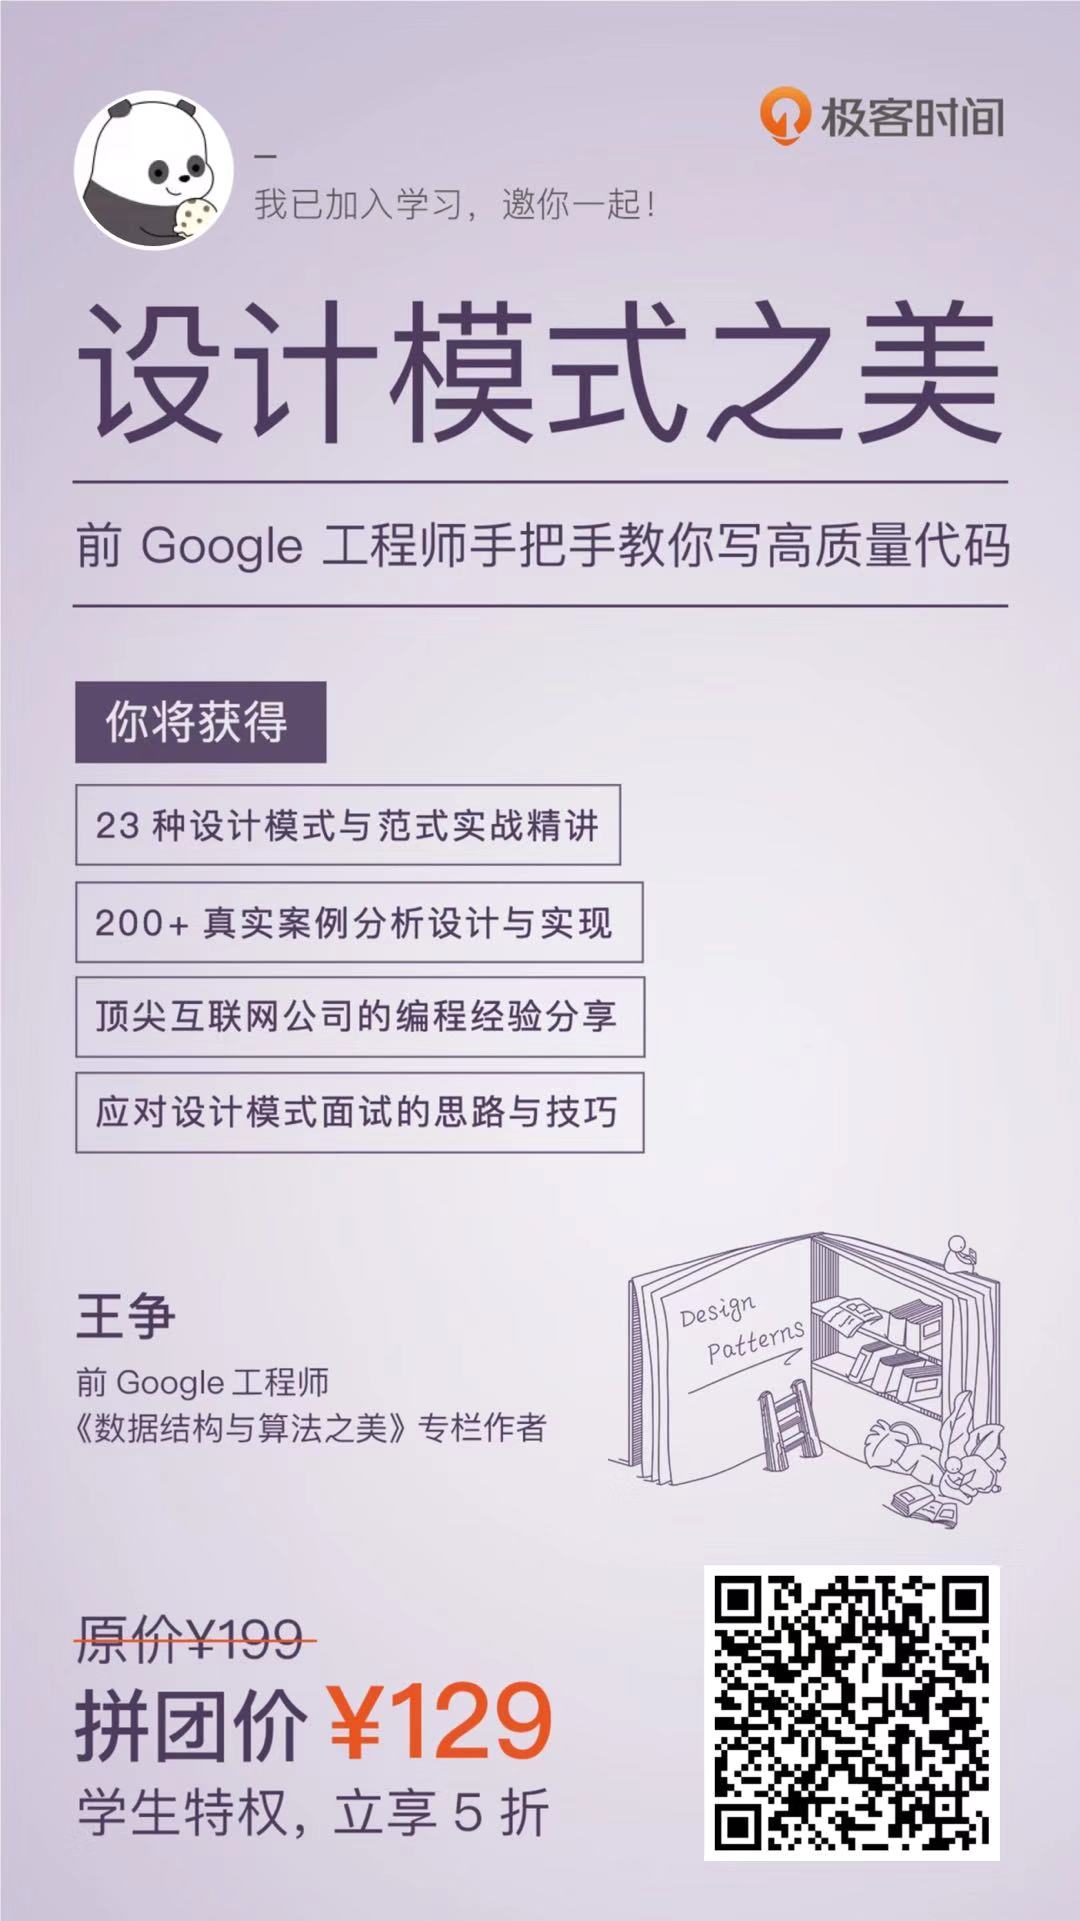 极客时间
–
我已加入学习，邀你一起！
设计模式之美
前 Google 工程师手把手教你写高质量代码
你将获得
23 种设计模式与范式实战精讲
200+ 真实案例分析设计与实现
顶尖互联网公司的编程经验分享
应对设计模式面试的思路与技巧
王争
前 Google 工程师
《数据结构与算法之美》专栏作者
Design
Patterns
原价¥199
拼团价 ¥129
学生特权，立享 5 折